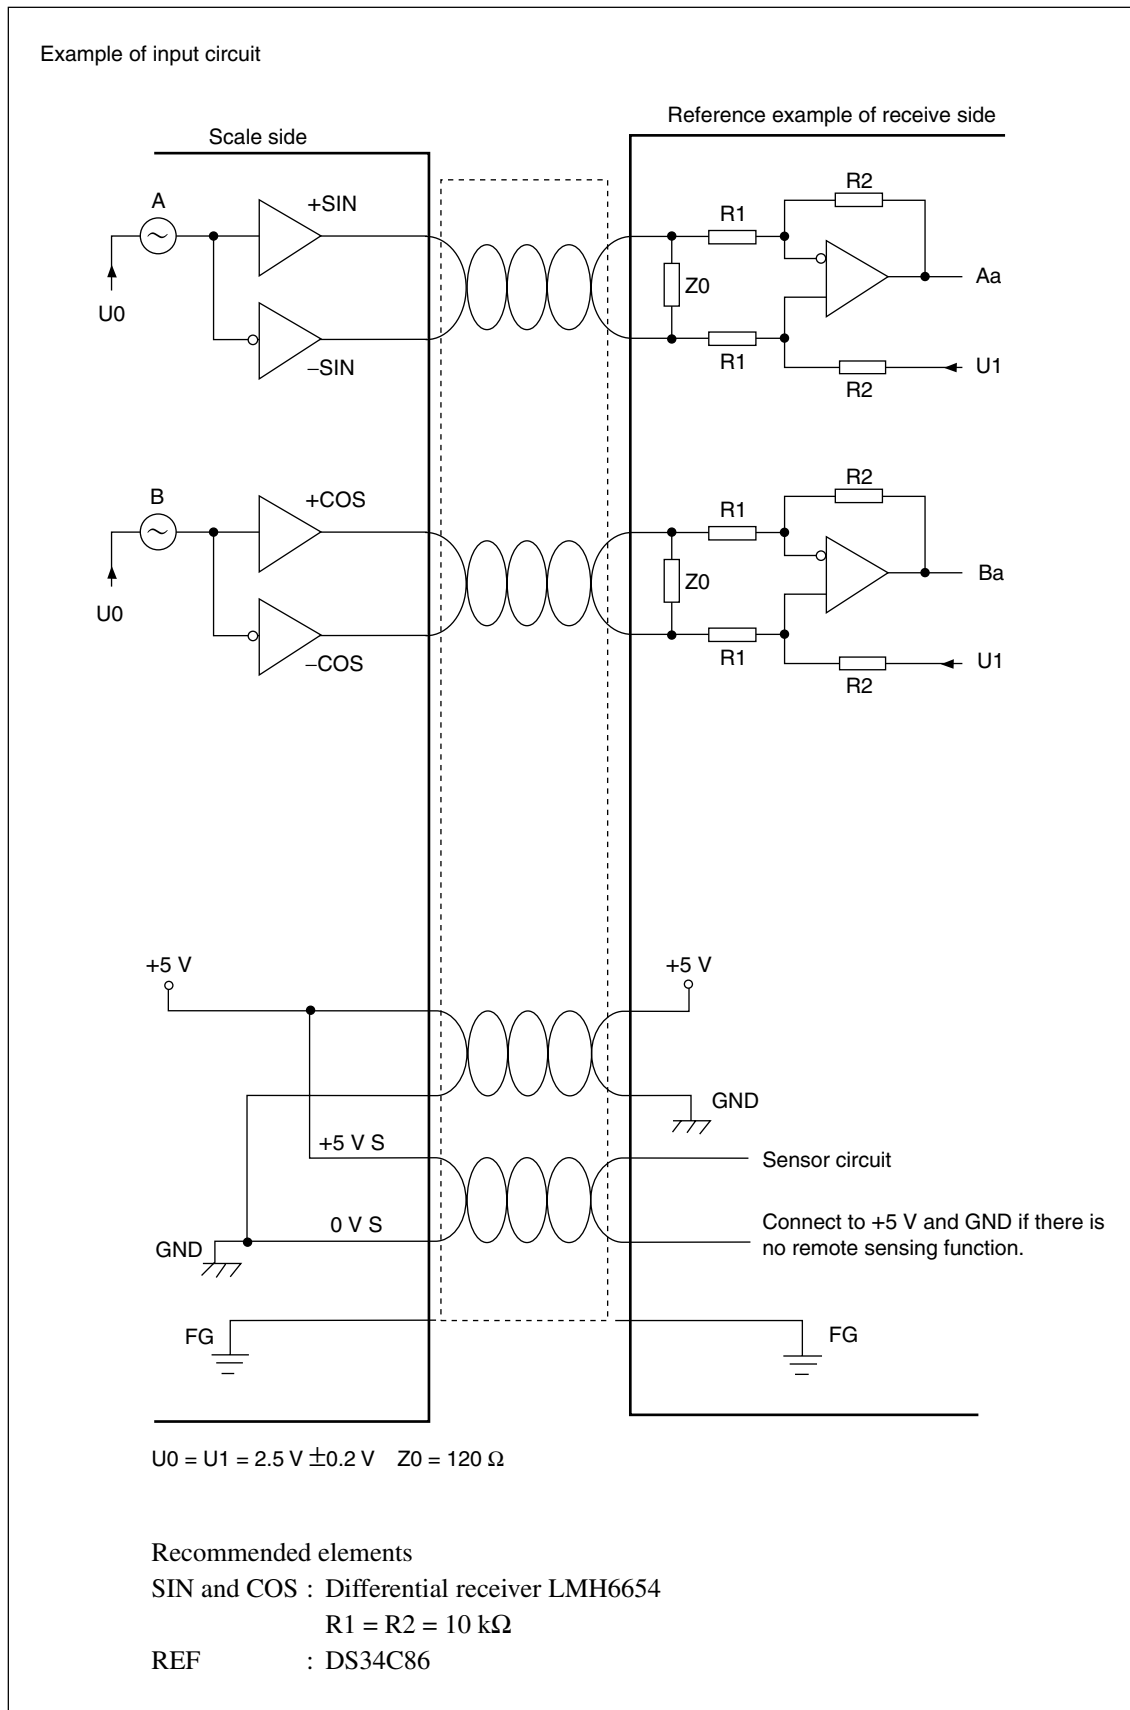 Example of input circuit
Scale side
Reference example of receive side
A
+SIN
U0
−SIN
R1
R2
Z0
Aa
R1
R2
U1
B
+COS
U0
−COS
R1
R2
Z0
Ba
R1
R2
U1
+5 V
+5 V
GND
+5 V S
Sensor circuit
0 V S
GND
Connect to +5 V and GND if there is
no remote sensing function.
FG
FG
U0 = U1 = 2.5 V ±0.2 V Z0 = 120 Ω
Recommended elements
SIN and COS : Differential receiver LMH6654
R1 = R2 = 10 kΩ
REF : DS34C86